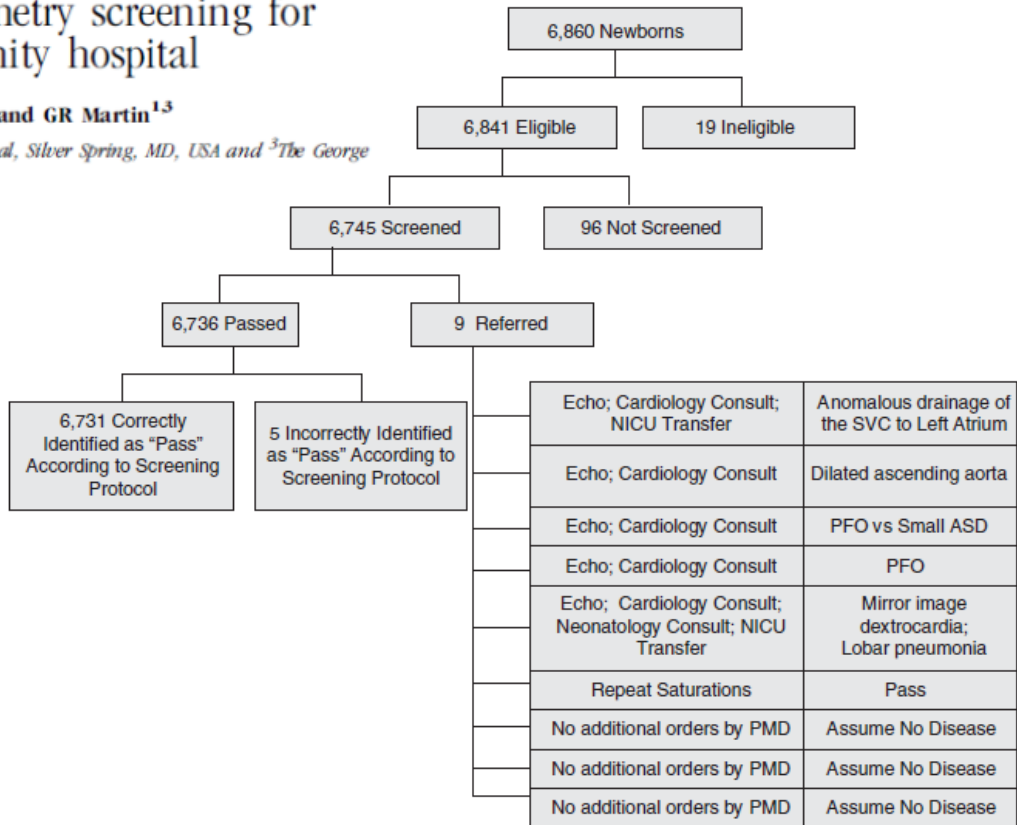 netry screening for
nity hospital
and GR Martin1,3
al, Silver Spring, MD, USA and 3The George
6,860 Newborns
6,841 Eligible
19 Ineligible
6,745 Screened
96 Not Screened
6,736 Passed
9 Referred
6,731 Correctly
Identified as “Pass”
According to Screening
Protocol
5 Incorrectly Identified
as “Pass” According to
Screening Protocol
Echo; Cardiology Consult;
NICU Transfer
Anomalous drainage of
the SVC to Left Atrium
Echo; Cardiology Consult
Dilated ascending aorta
Echo; Cardiology Consult
PFO vs Small ASD
Echo; Cardiology Consult
PFO
Echo; Cardiology Consult;
Neonatology Consult; NICU
Transfer
Mirror image
dextrocardia;
Lobar pneumonia
Repeat Saturations
Pass
No additional orders by PMD
Assume No Disease
No additional orders by PMD
Assume No Disease
No additional orders by PMD
Assume No Disease